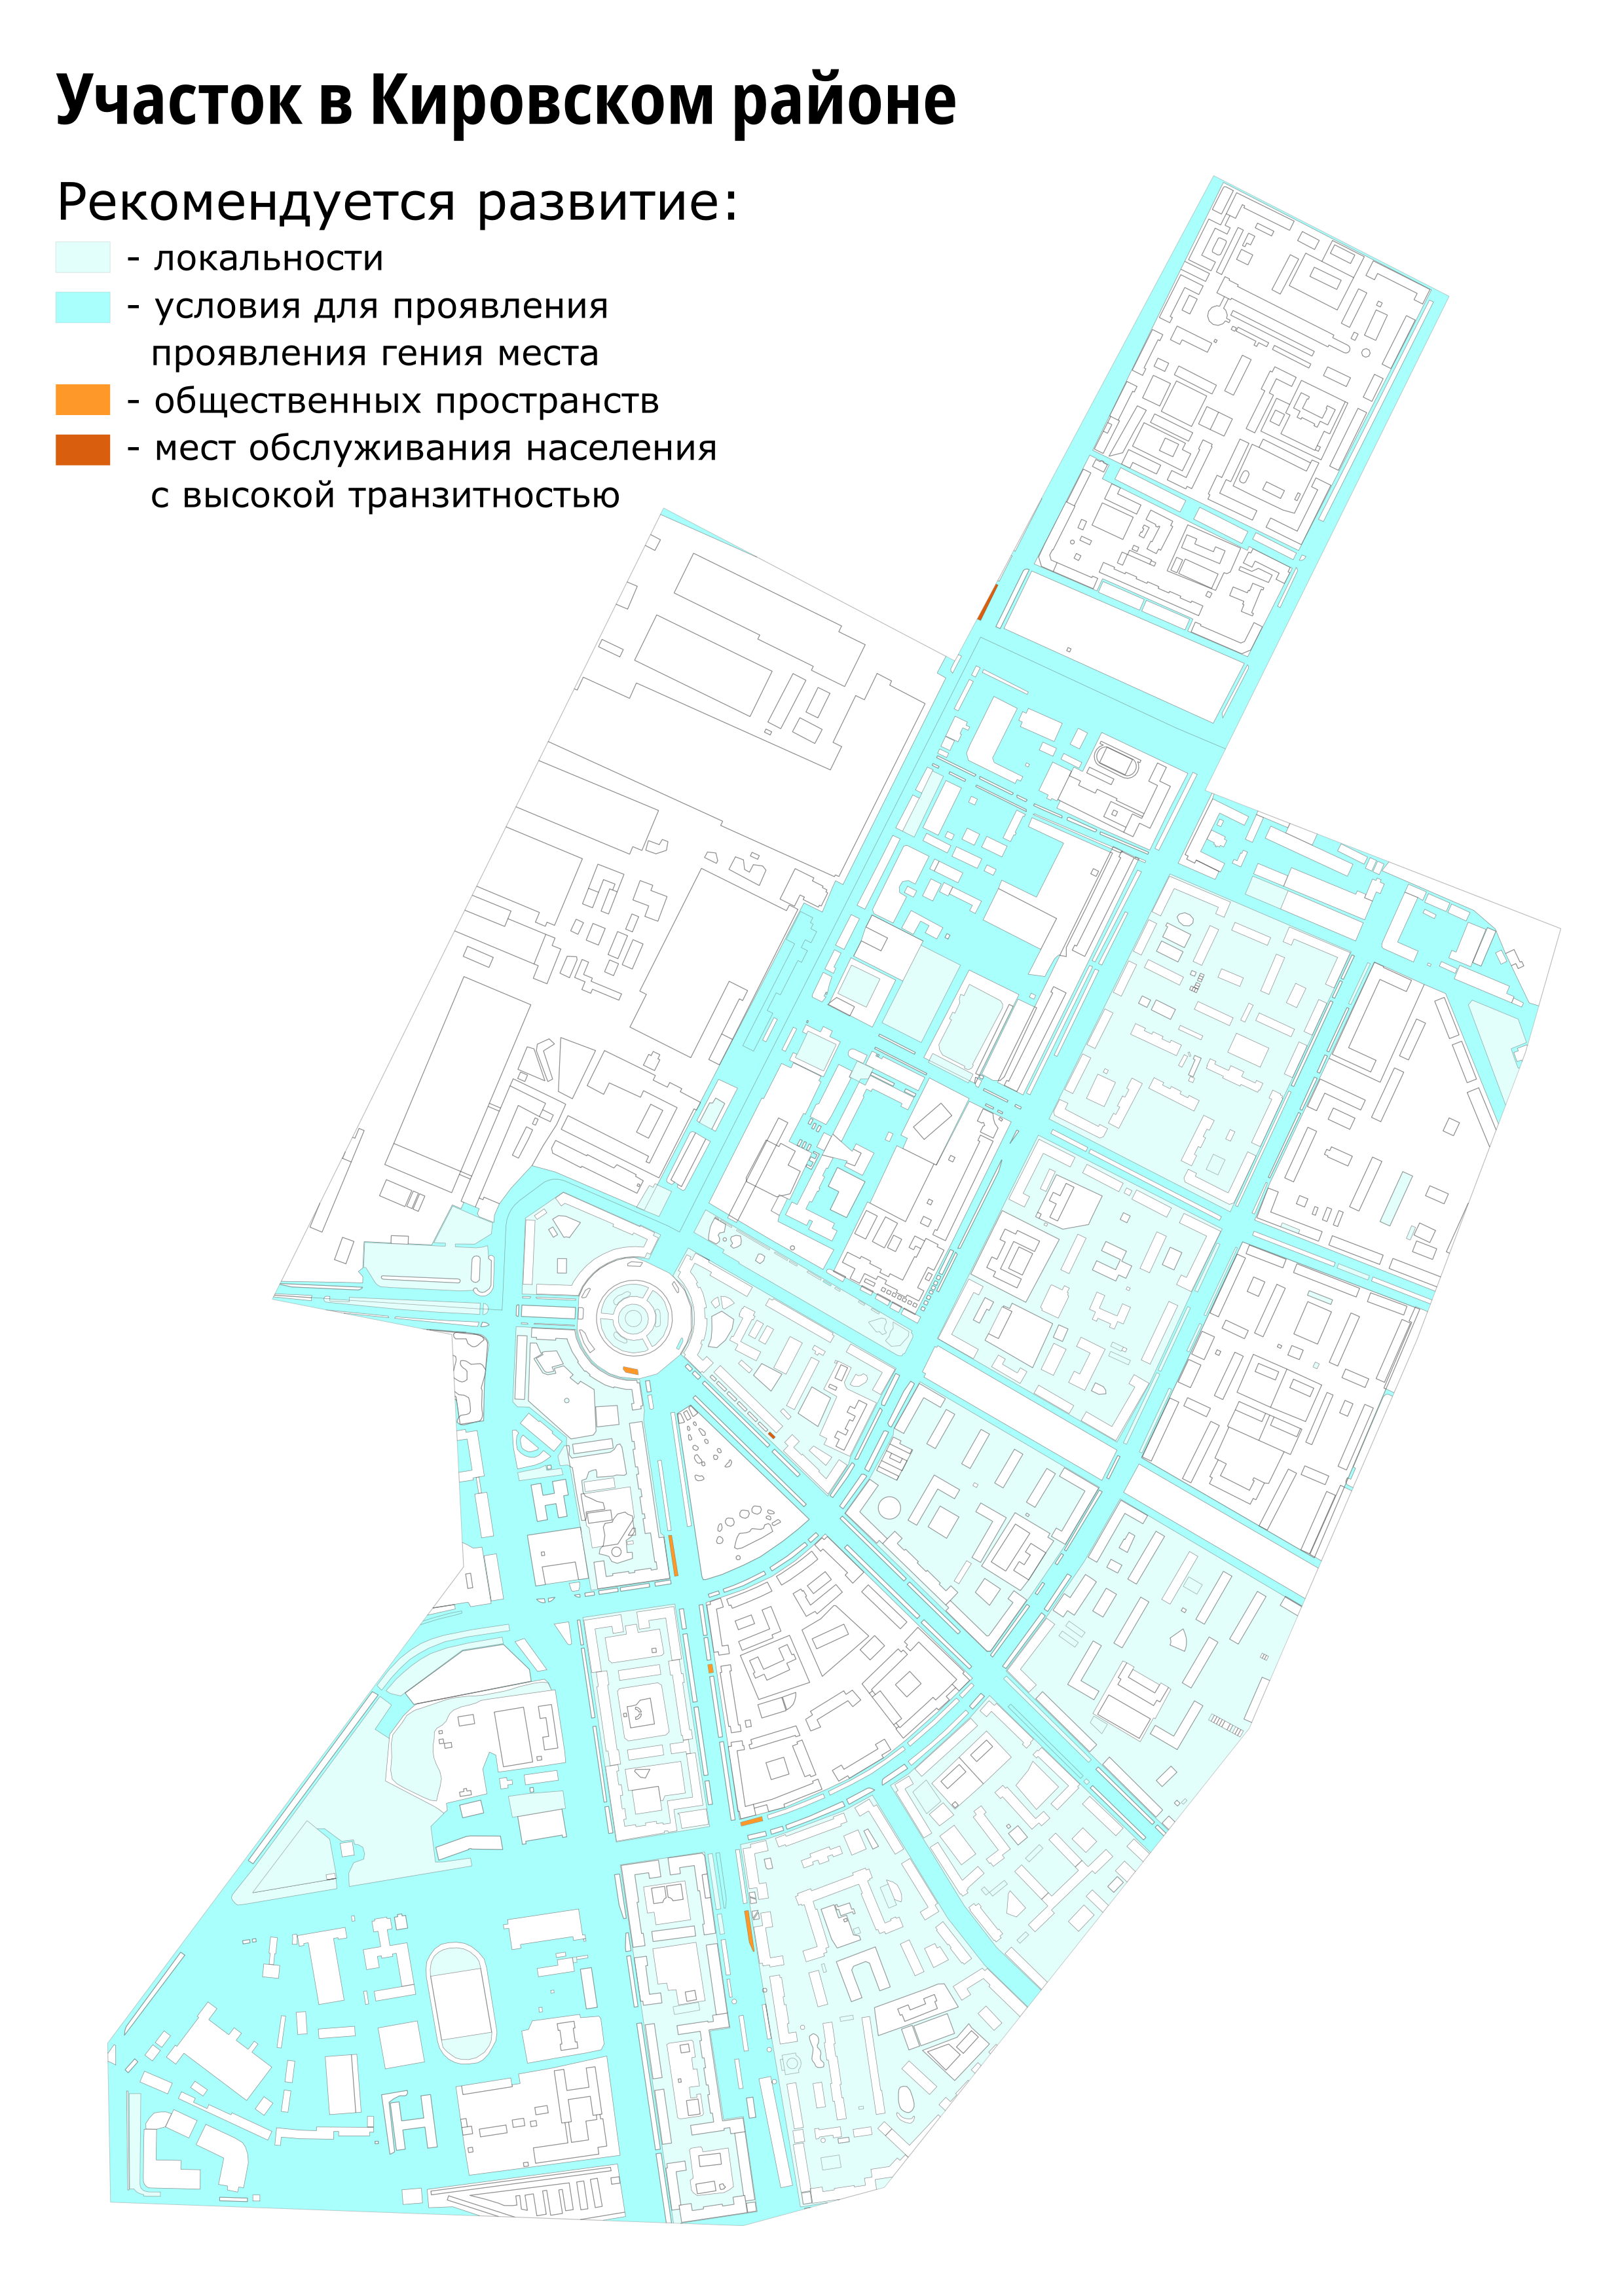 Участок в Кировском районе
Рекомендуется развитие:
- локальности
- условия для проявления
проявления гения места
- общественных пространств
- мест обслуживания населения
с высокой транзитностью